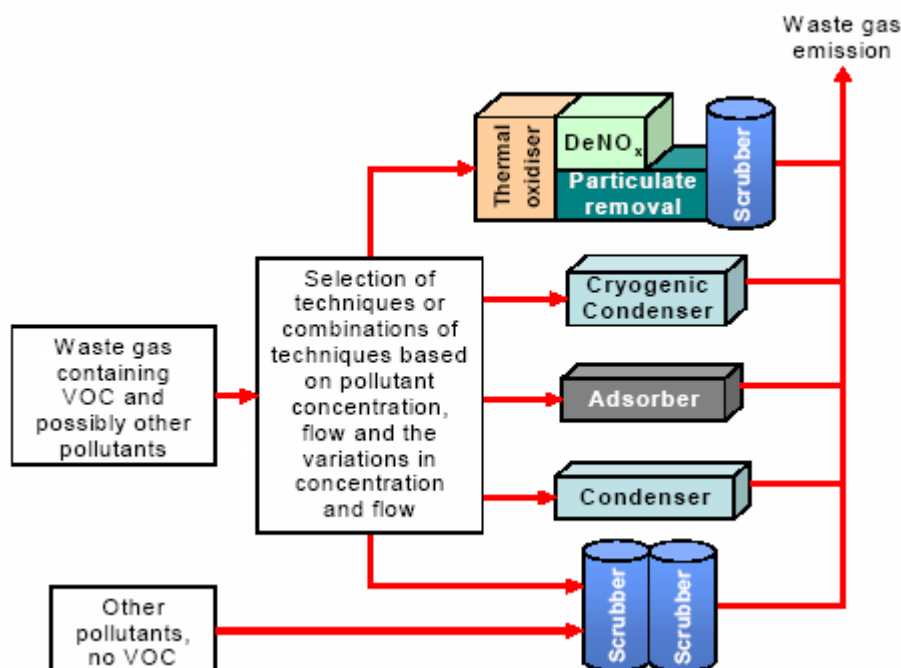 Waste gas
emission
Thermal
oxidiser
DeNOx
Particulate
removal
Scrubber
Selection of
techniques or
combinations of
techniques based
on pollutant
concentration,
flow and the
variations in
concentration
and flow
Cryogenic
Condenser
Waste gas
containing
VOC and
possibly other
pollutants
Adsorber
Condenser
Scrubber
Scrubber
Other
pollutants,
no VOC